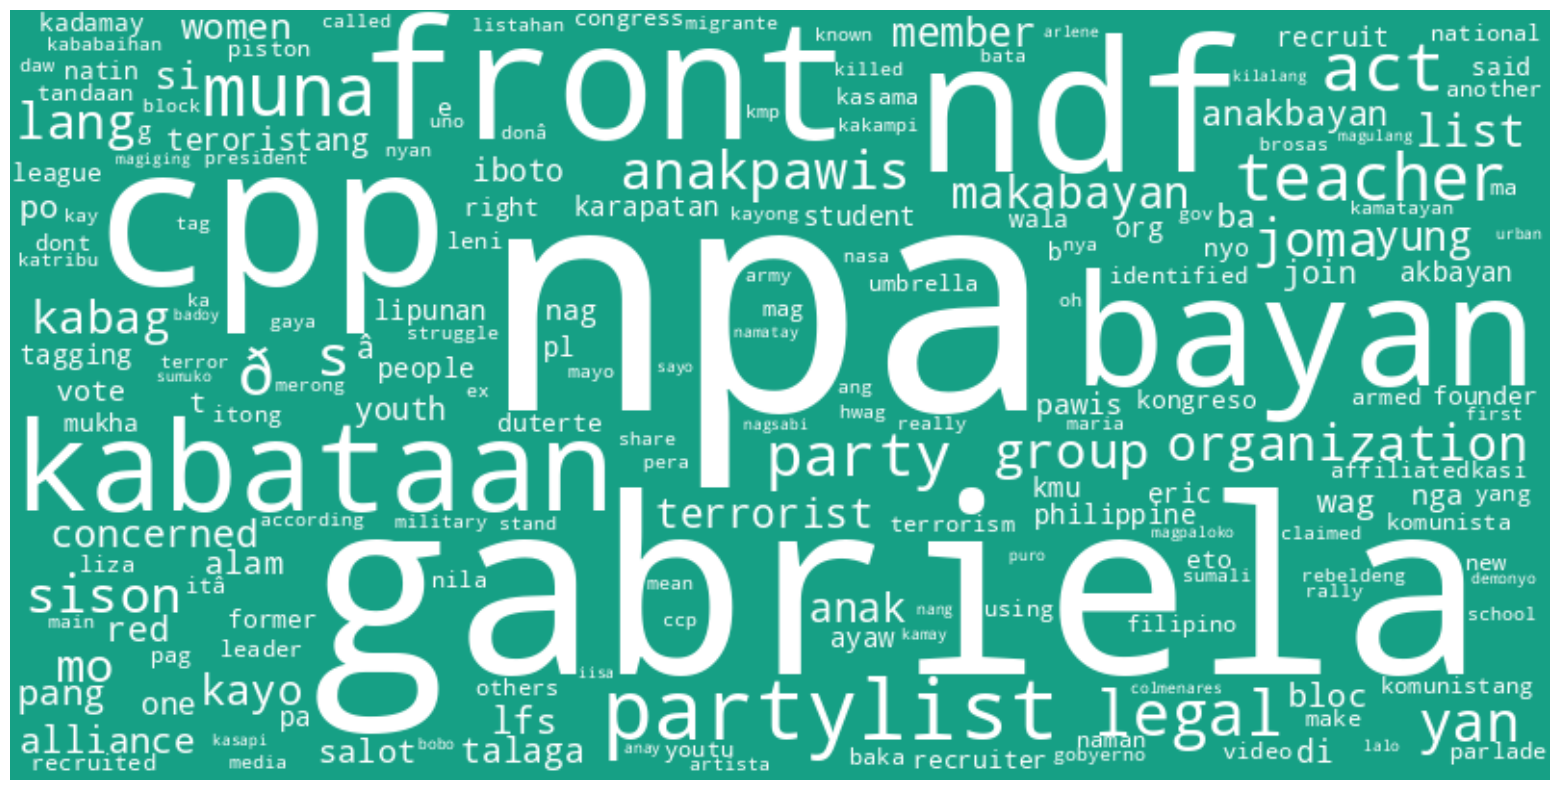 kadamay women called listahan congress migrante known member arlene recruit national
kababaihan piston front bata ndf act said
daw natin si muna killed kilalang another
tandaan block e kasama anakbayan
lang g teroristang uno donâ kmp kakampi list
magiging president nyan brosas magulang
league iboto anakpawis teacher
cpp makabayan ma
po kay tag right karapatan kayong student wala org gov ba kamatayan
dont leni npa b nya nyo joma yung urban
katribu nasa
army umbrella identified join akbayan
ka oh bayan
kabag badoy gaya lipunan nag mag
struggle namatay
tagging terror ð s â pl
sumuko merong people mayo sayo
vote ex ang
t itong youth hwag pawis kongreso armed founder
mukha duterte nagsabi really maria first
kabataan share party group organization
pera affiliated kasi
kmu eric wag nga yang
concerned according military stand terrorist terrorism philippine claimed komunista
gabriela magpaloko
liza alam puro eto new
itâ nila mean sumali rebeldeng demonyo
sison anak nang using rally
main red former ccp filipino school
leader ayaw kamay
mo pag iisa
pang one kayo others partylist legal colmenares bloc komunistang
pa lfs make yan
alliance kasapi salot bobo talaga anay youtu naman video di lalo parlade
recruited media artista baka recruiter gobyerno